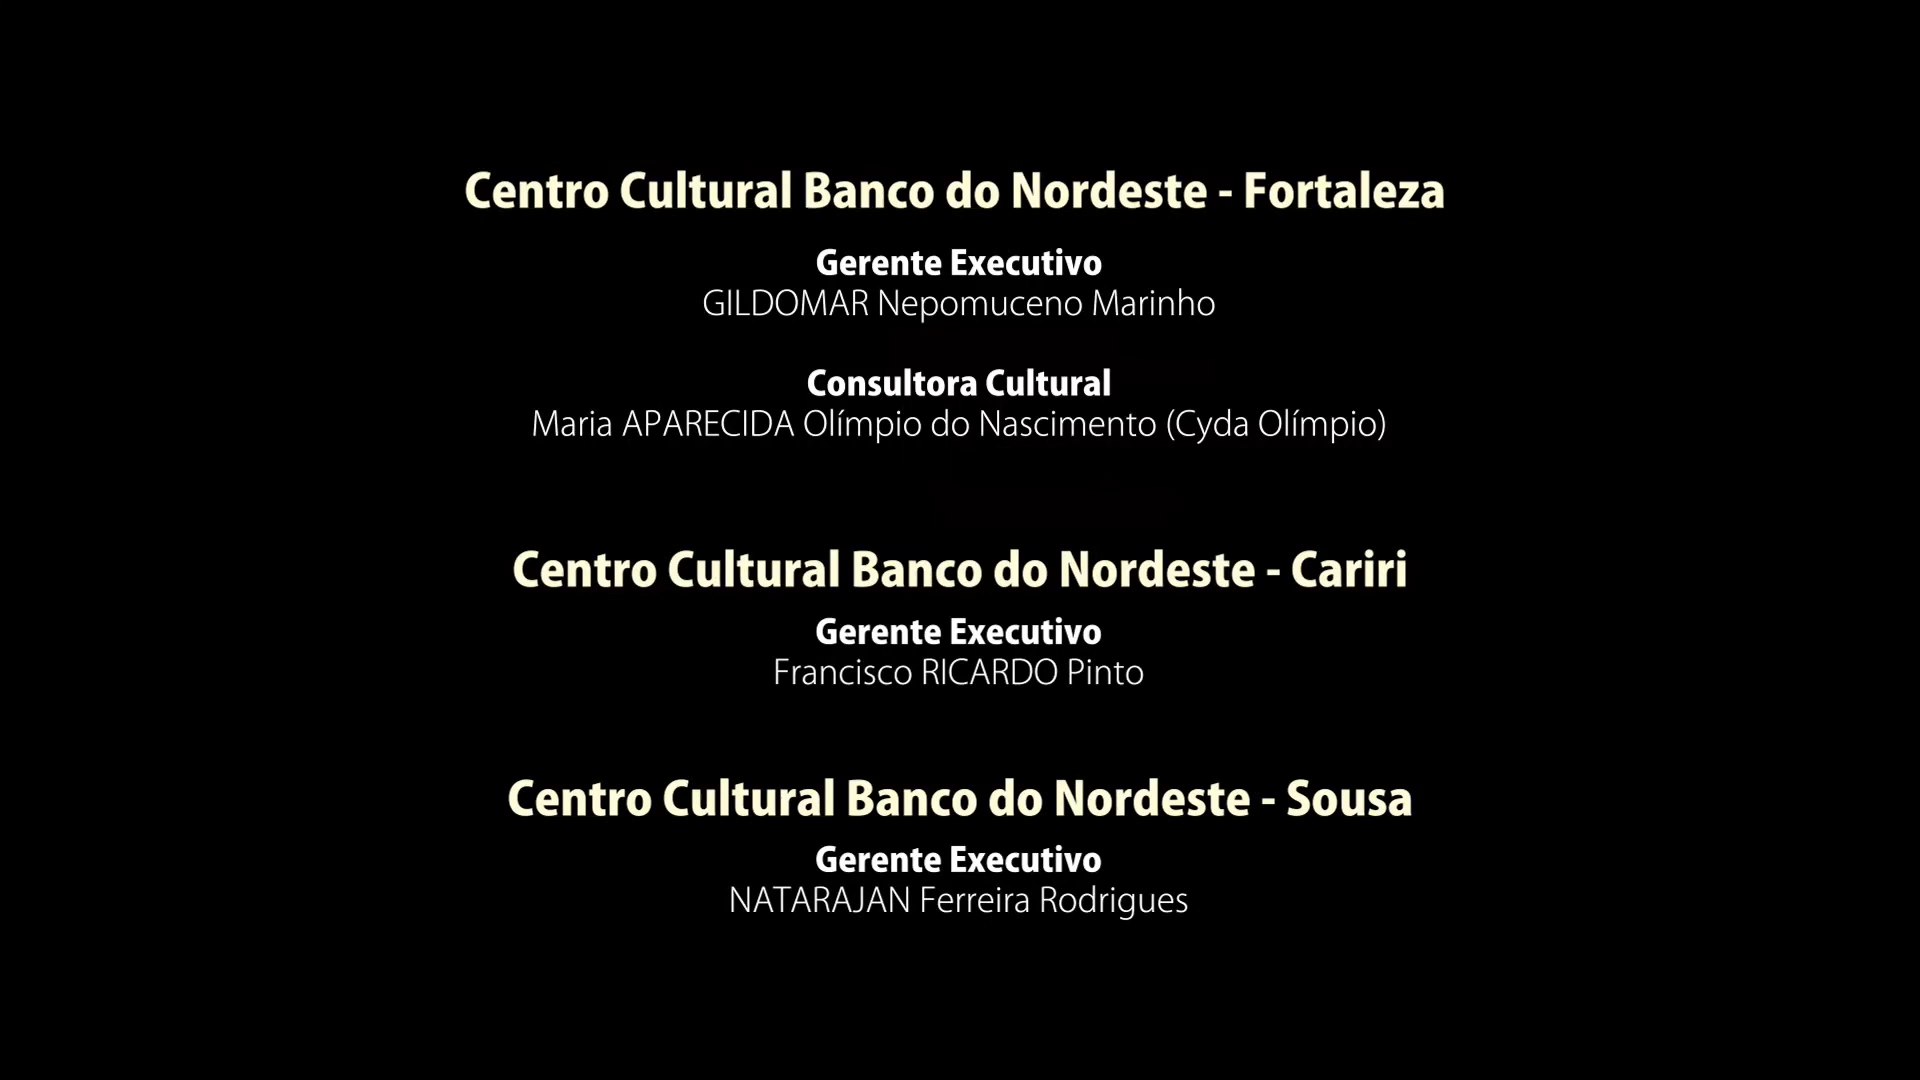 Centro Cultural Banco do Nordeste - Fortaleza
Gerente Executivo
GILDOMAR Nepomuceno Marinho
Consultora Cultural
Maria APARECIDA Olímpio do Nascimento (Cyda Olímpio)
Centro Cultural Banco do Nordeste - Cariri
Gerente Executivo
Francisco RICARDO Pinto
Centro Cultural Banco do Nordeste - Sousa
Gerente Executivo
NATARAJAN Ferreira Rodrigues